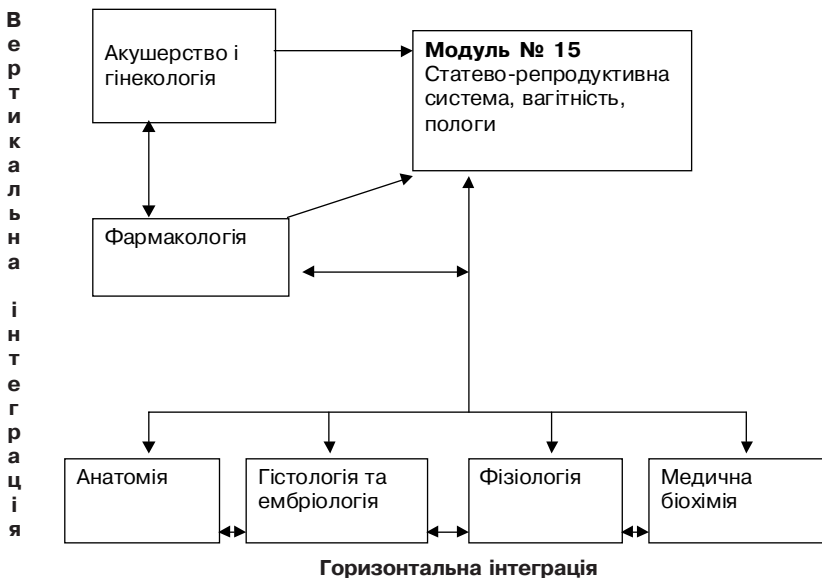 Вертикальна інтеграція
Акушерство і
гінекологія
Модуль № 15
Статево-репродуктивна
система, вагітність,
пологи
Фармакологія
Анатомія
Гістологія та
ембріологія
Фізіологія
Медична
біохімія
Горизонтальна інтеграція